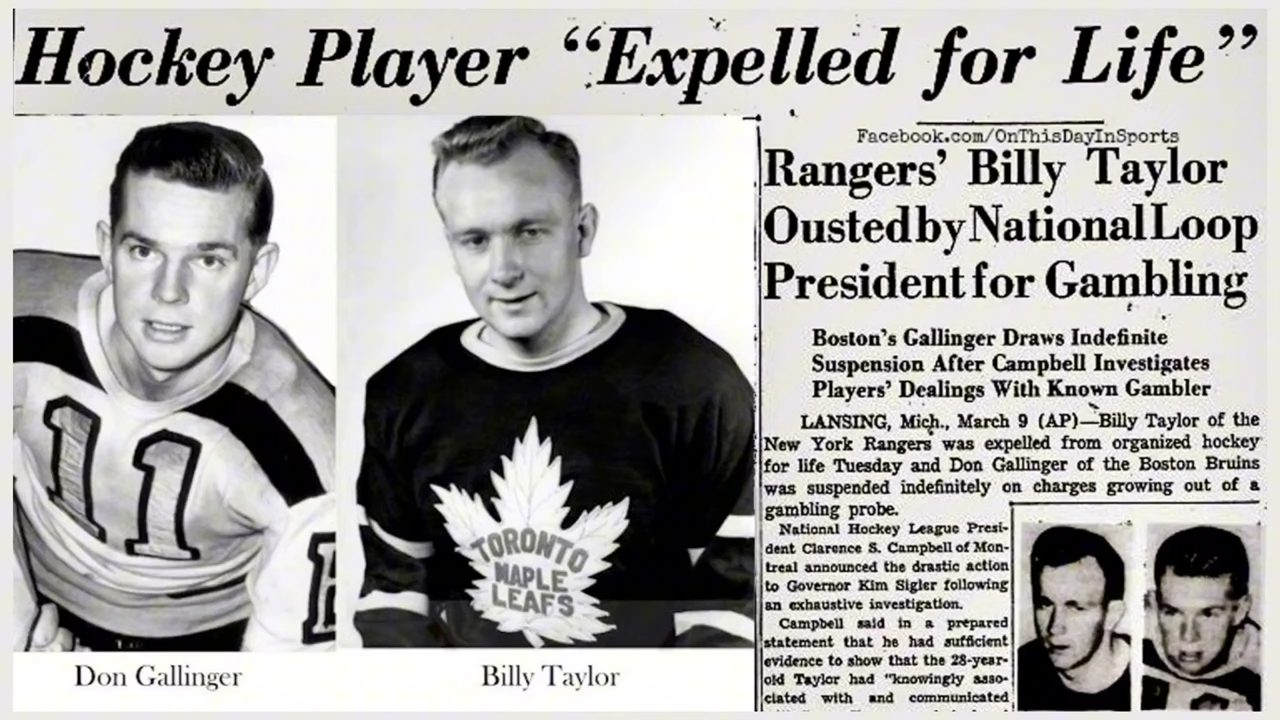 Hockey Player “Expelled for Life”
Facebook.com/OnThisDayInSports
Rangers’ Billy Taylor
Ousted by National Loop
President for Gambling
Boston’s Gallinger Draws Indefinite
Suspension After Campbell Investigates
Players’ Dealings With Known Gambler
LANSING, Mich., March 9 (AP)—Billy Taylor of the
New York Rangers was expelled from organized hockey
for life Tuesday and Don Gallinger of the Boston Bruins
was suspended indefinitely on charges growing out of a
gambling probe.
National Hockey League Presi-
dent Clarence S. Campbell of Mon-
treal announced the drastic action
to Governor Kim Sigler following
an exhaustive investigation.
Campbell said in a prepared
statement that he had sufficient
evidence to show that the 28-year-
old Taylor had “knowingly asso-
ciated with and communicated
11
TORONTO
MAPLE
LEAFS
Don Gallinger
Billy Taylor